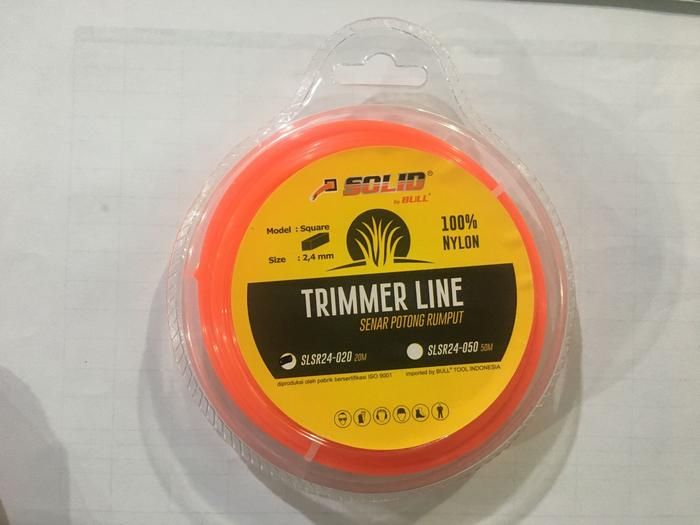 SOLID®
by BULL®
Model : Square
100%
NYLON
Size : 2,4 mm
TRIMMER LINE
SENAR POTONG RUMPUT
SLSR24-020 20M
SLSR24-050 50M
diproduksi oleh pabrik bersertifikasi ISO 9001
imported by BULL® TOOL INDONESIA